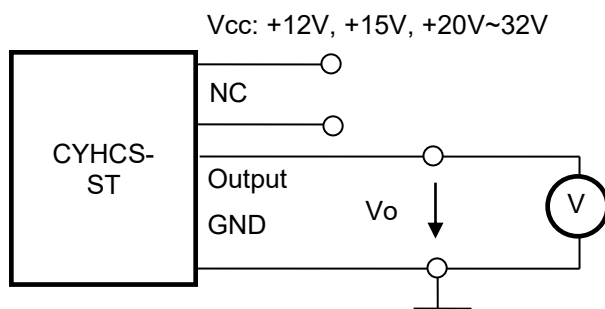 Vcc: +12V, +15V, +20V~32V
NC
CYHCS-
ST
Output
Vo
V
GND